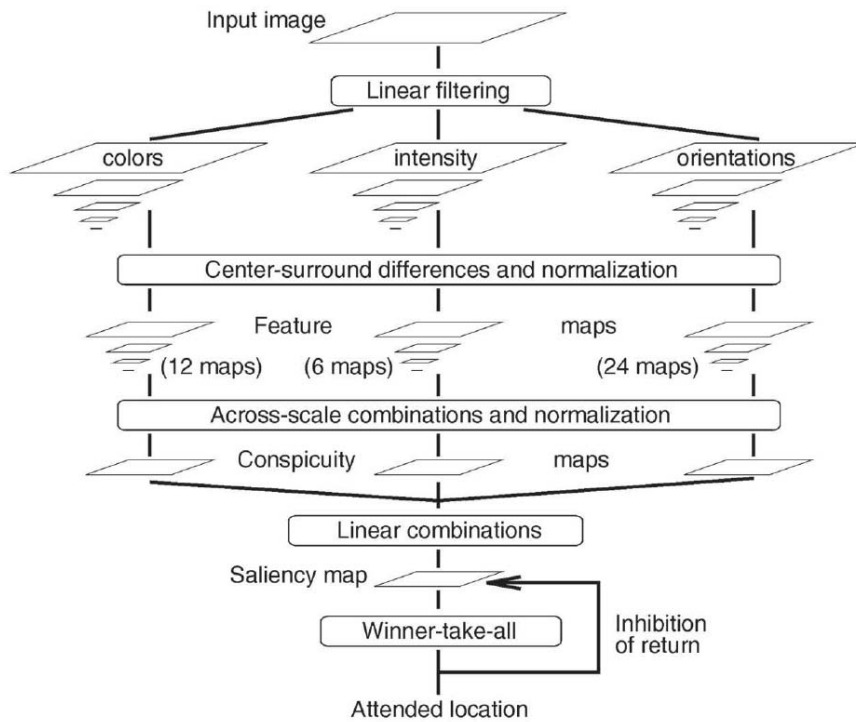 Input image
Linear filtering
colors intensity orientations
Center-surround differences and normalization
Feature maps
(12 maps) (6 maps) (24 maps)
Across-scale combinations and normalization
Conspicuity maps
Linear combinations
Saliency map
Winner-take-all
Inhibition
of return
Attended location